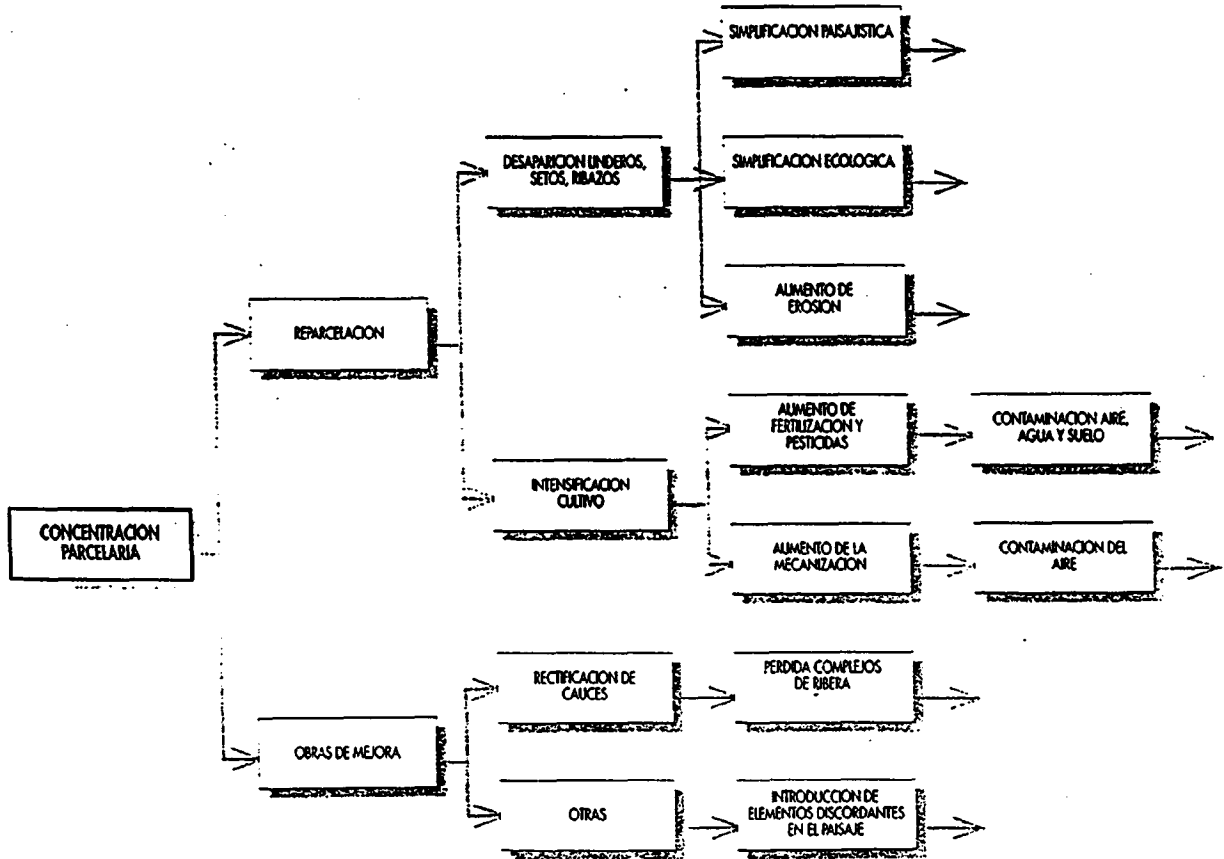 SIMPLIFICACION PAISAJISTICA
DESAPARICION LINDEROS,
SETOS, RIBAZOS
SIMPLIFICACION ECOLOGICA
AUMENTO DE
EROSION
REPARCELACION
AUMENTO DE
FERTILIZACION Y
PESTICIDAS
CONTAMINACION AIRE,
AGUA Y SUELO
INTENSIFICACION
CULTIVO
CONCENTRACION
PARCELARIA
AUMENTO DE LA
MECANIZACION
CONTAMINACION DEL
AIRE
RECTIFICACION DE
CAUCES
PERDIDA COMPLEJOS
DE RIBERA
OBRAS DE MEJORA
OTRAS
INTRODUCCION DE
ELEMENTOS DISCORDANTES
EN EL PAISAJE